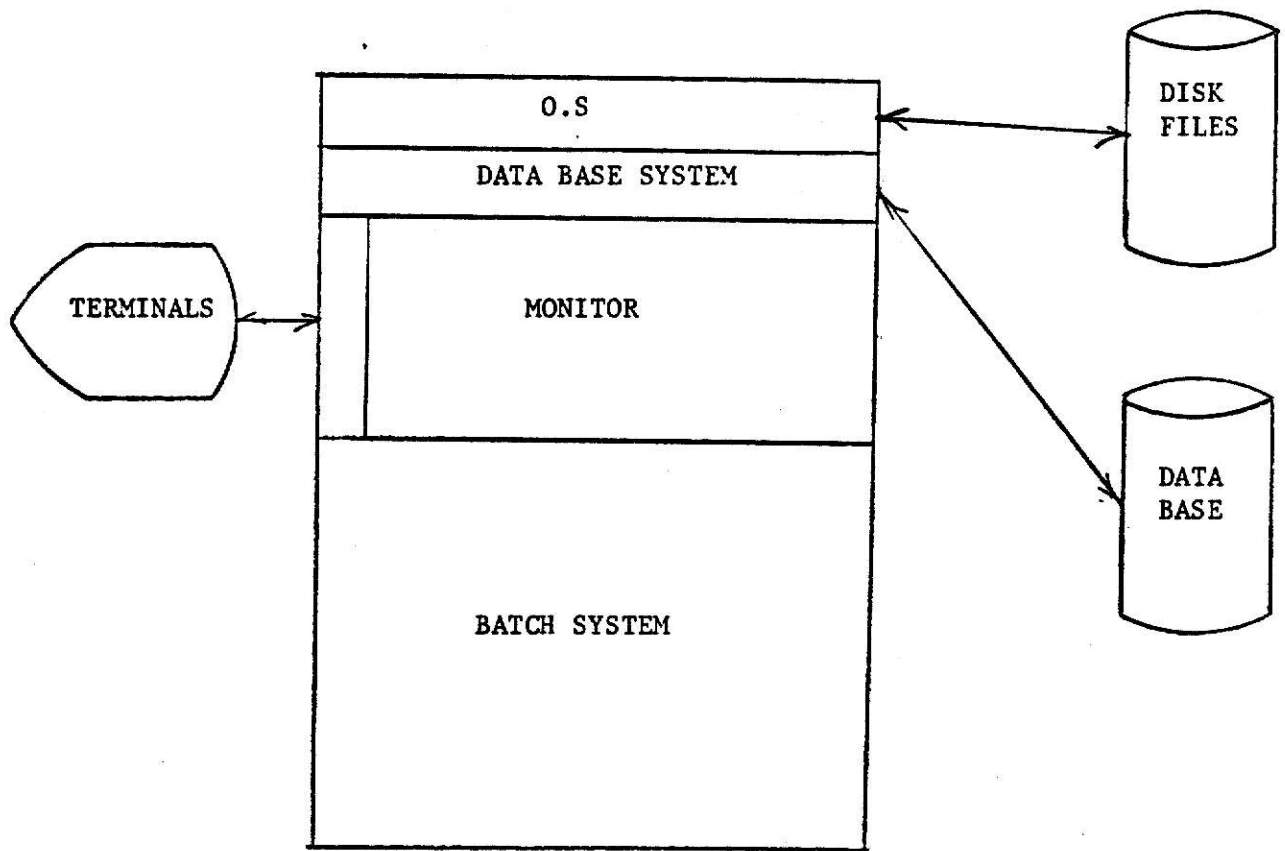 O.S
DISK
FILES
DATA BASE SYSTEM
TERMINALS
MONITOR
DATA
BASE
BATCH SYSTEM